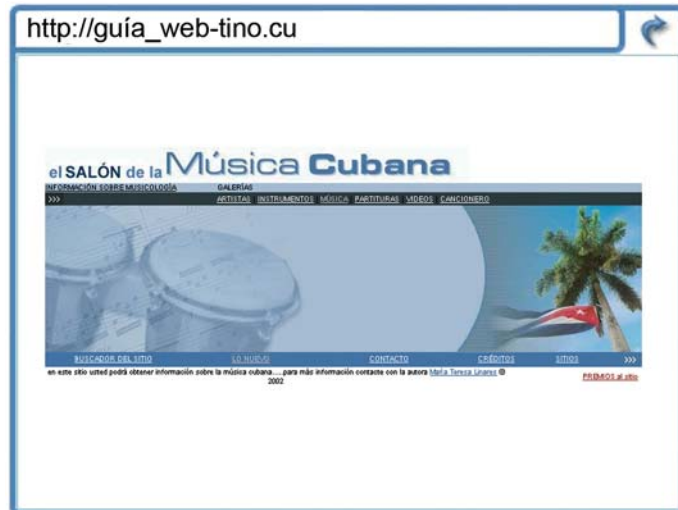 http://guía_web-tino.cu
el SALÓN de la Música Cubana
INFORMACIÓN SOBRE MUSICOLOGÍA GALERÍAS
>>> ARTISTAS INSTRUMENTOS MÚSICA PARTITURAS VIDEOS CANCIONERO
BUSCADOR DEL SITIO LO NUEVO CONTACTO CRÉDITOS SITIOS >>>
en este sitio usted podrá obtener información sobre la música cubana.....para más información contacte con la autora María Teresa Linares ©
2002
PREMIOS al sitio